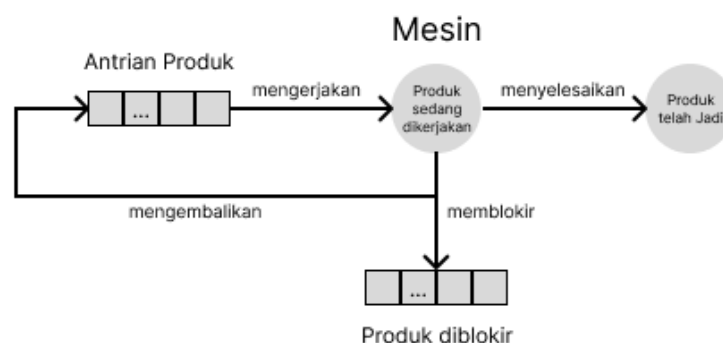 Mesin
Antrian Produk
...
mengerjakan
Produk
sedang
dikerjakan
menyelesaikan
Produk
telah Jadi
mengembalikan
memblokir
...
Produk diblokir